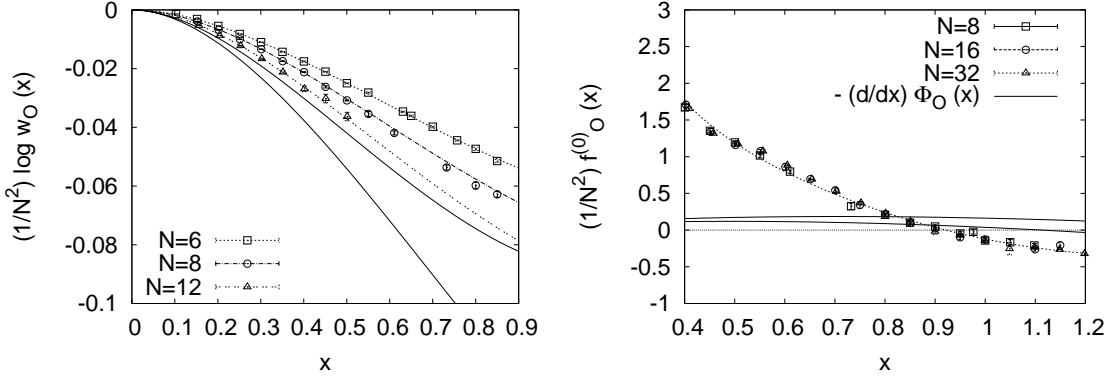 (1/N^2) log w_O (x)
0
-0.02
-0.04
-0.06
-0.08
-0.1
N=6
N=8
N=12
0 0.1 0.2 0.3 0.4 0.5 0.6 0.7 0.8 0.9
x
(1/N^2) f^(0)_O (x)
3
2.5
2
1.5
1
0.5
0
-0.5
-1
N=8
N=16
N=32
- (d/dx) Φ_O (x)
0.4 0.5 0.6 0.7 0.8 0.9 1 1.1 1.2
x